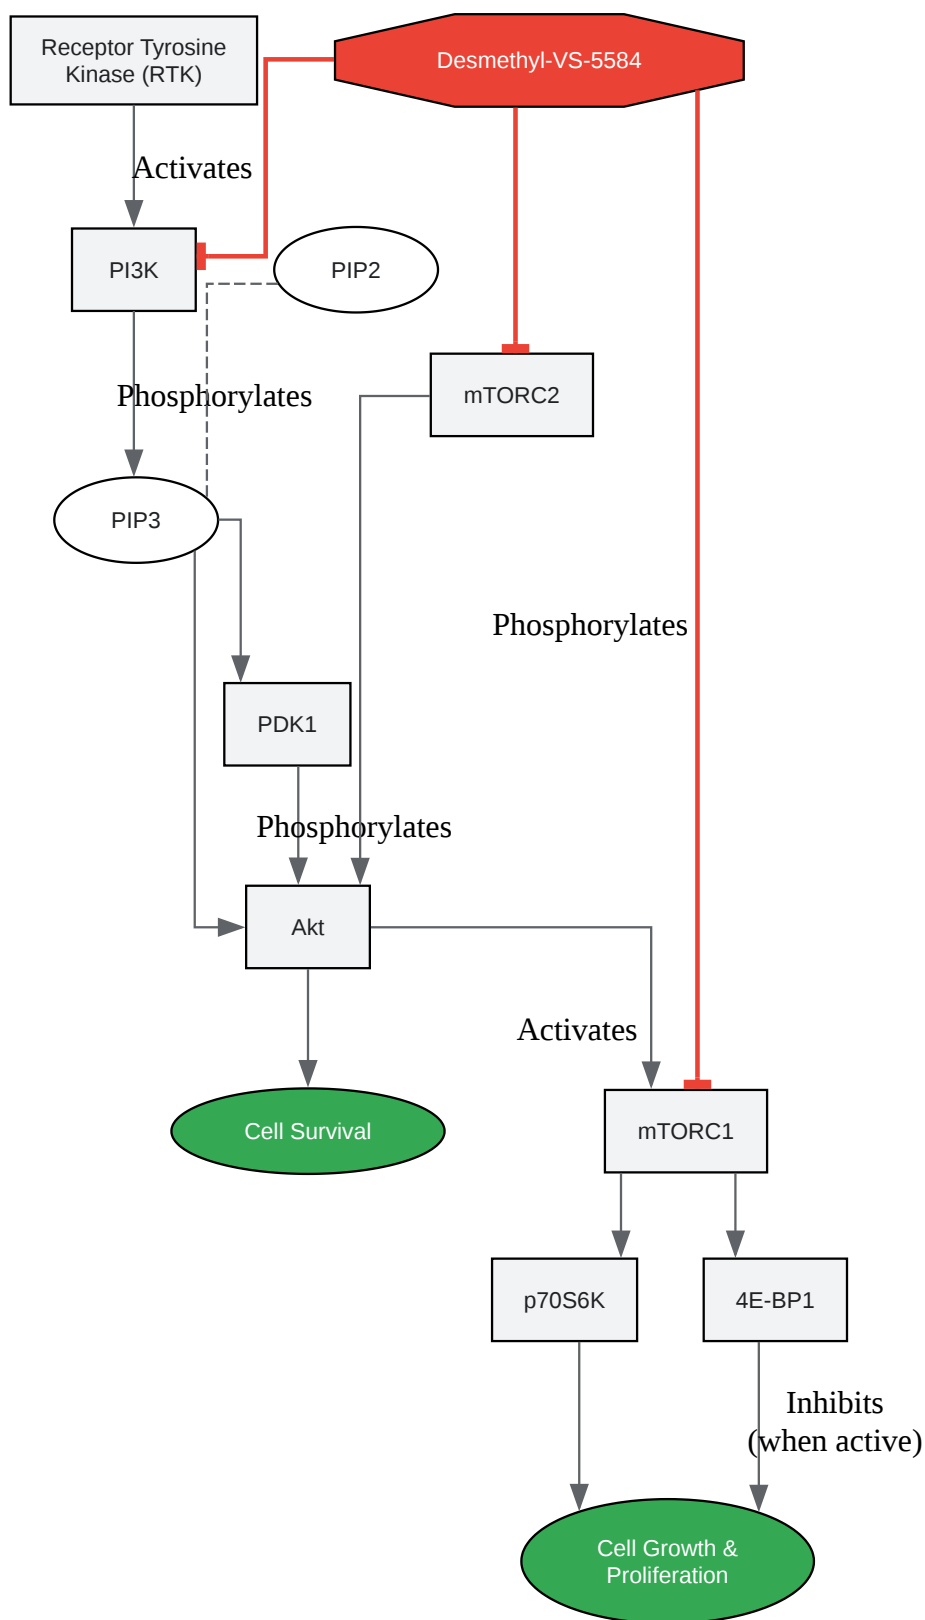 Receptor Tyrosine
Kinase (RTK)
Desmethyl-VS-5584
Activates
PI3K
PIP2
Phosphorylates
mTORC2
PIP3
Phosphorylates
PDK1
Phosphorylates
Akt
Activates
Cell Survival
mTORC1
p70S6K
4E-BP1
Inhibits
(when active)
Cell Growth &
Proliferation